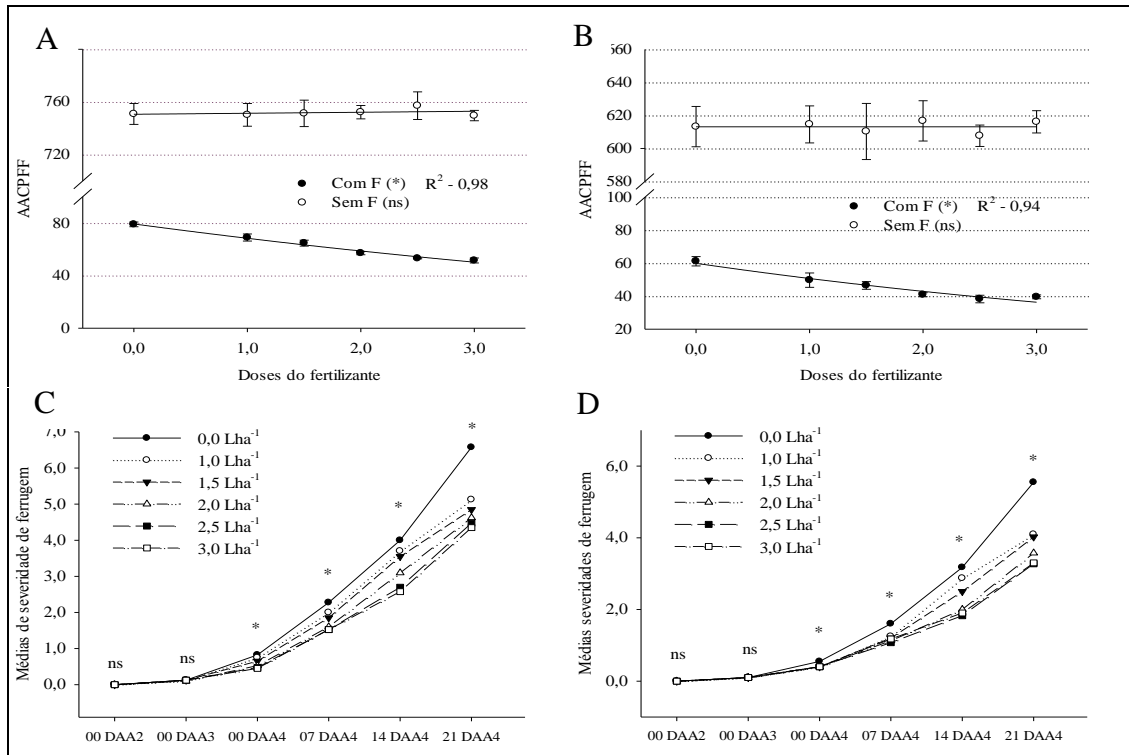 A
760
720
80
40
0
AACPFF
Com F (*) R² - 0,98
Sem F (ns)
0,0 1,0 2,0 3,0
Doses do fertilizante
B
660
640
620
600
580
100
80
60
40
20
AACPFF
Com F (*) R² - 0,94
Sem F (ns)
0,0 1,0 2,0 3,0
Doses do fertilizante
C
7,0
6,0
5,0
4,0
3,0
2,0
1,0
0,0
Médias de severidade de ferrugem
0,0 Lha⁻¹
1,0 Lha⁻¹
1,5 Lha⁻¹
2,0 Lha⁻¹
2,5 Lha⁻¹
3,0 Lha⁻¹
ns ns * * * *
00 DAA2 00 DAA3 00 DAA4 07 DAA4 14 DAA4 21 DAA4
D
6,0
4,0
2,0
0,0
Médias severidades de ferrugem
0,0 Lha⁻¹
1,0 Lha⁻¹
1,5 Lha⁻¹
2,0 Lha⁻¹
2,5 Lha⁻¹
3,0 Lha⁻¹
ns ns * * * *
00 DAA2 00 DAA3 00 DAA4 07 DAA4 14 DAA4 21 DAA4